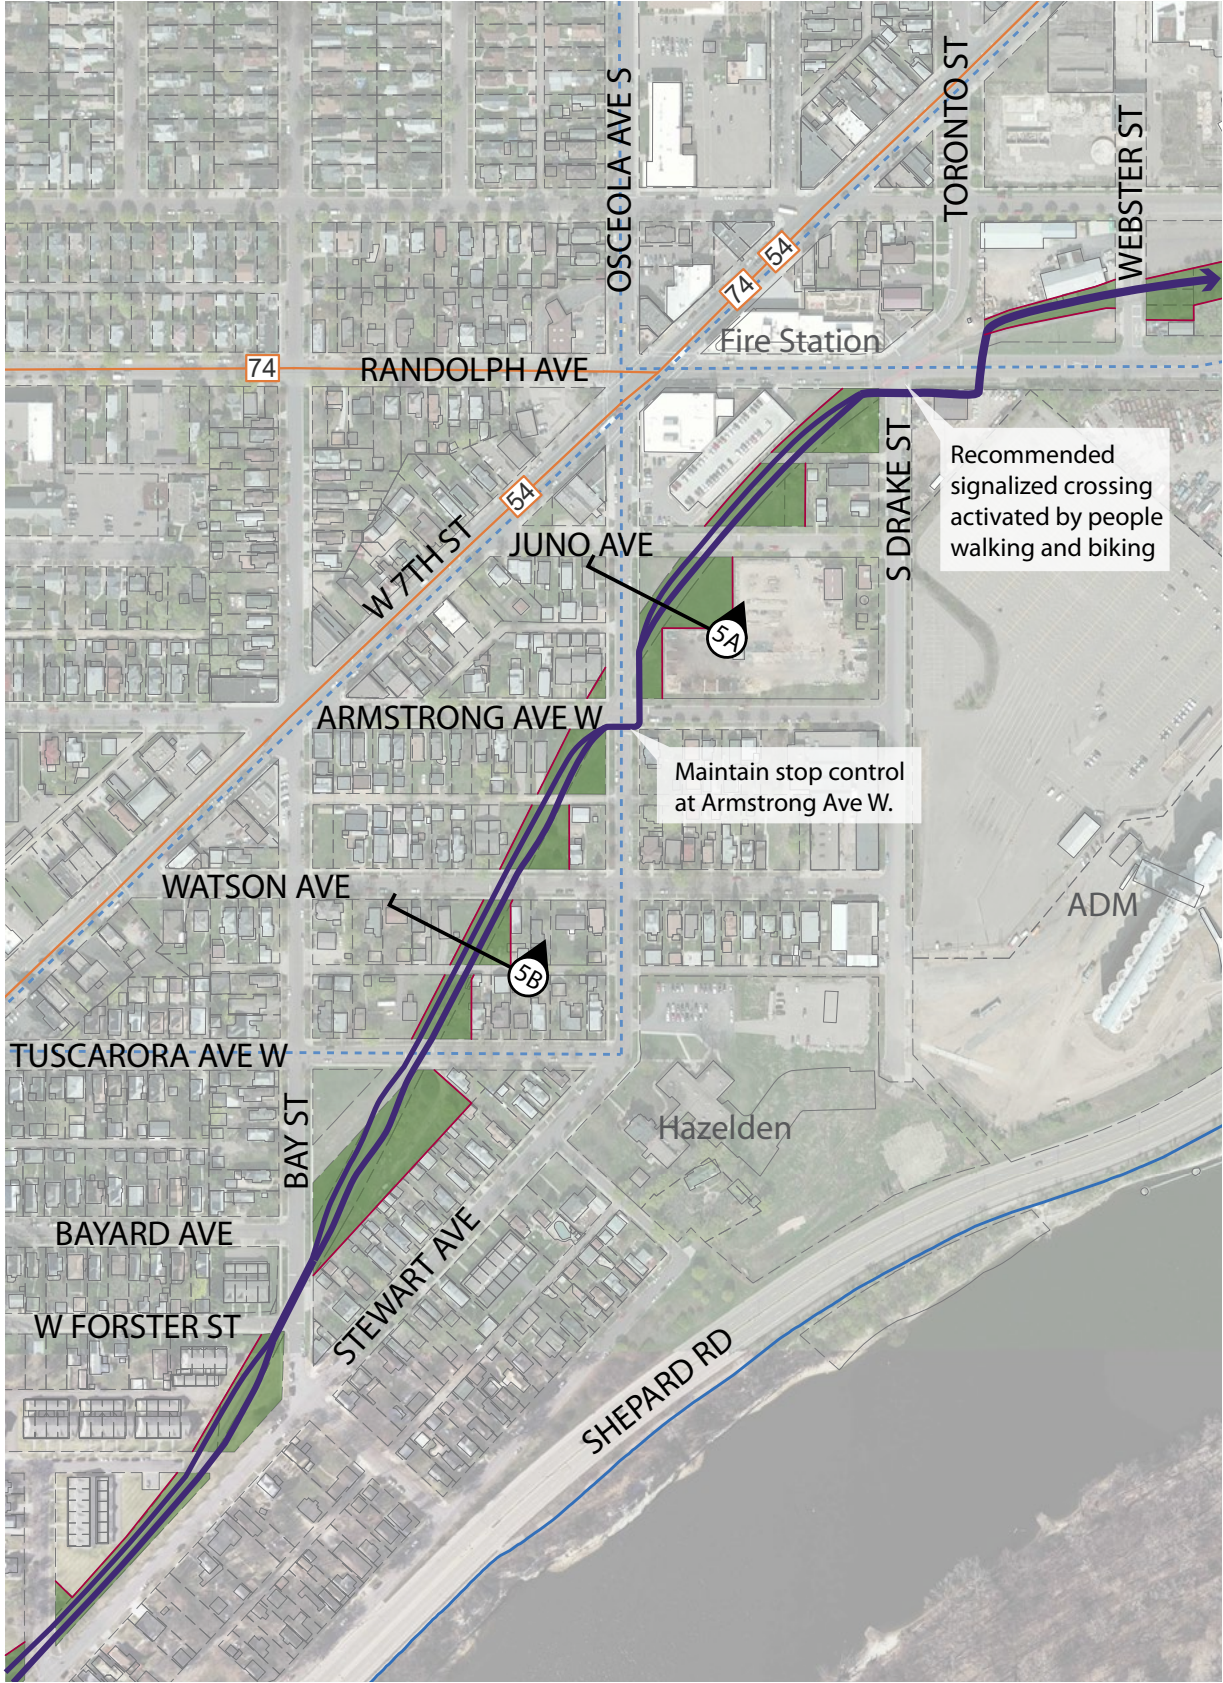 OSCEOLA AVE S
TORONTO ST
WEBSTER ST
54
74
Fire Station
74
RANDOLPH AVE
S DRAKE ST
Recommended
signalized crossing
activated by people
walking and biking
54
W 7TH ST
JUNO AVE
5A
ARMSTRONG AVE W
Maintain stop control
at Armstrong Ave W.
WATSON AVE
ADM
5B
TUSCARORA AVE W
BAY ST
Hazelden
BAYARD AVE
STEWART AVE
W FORSTER ST
SHEPARD RD